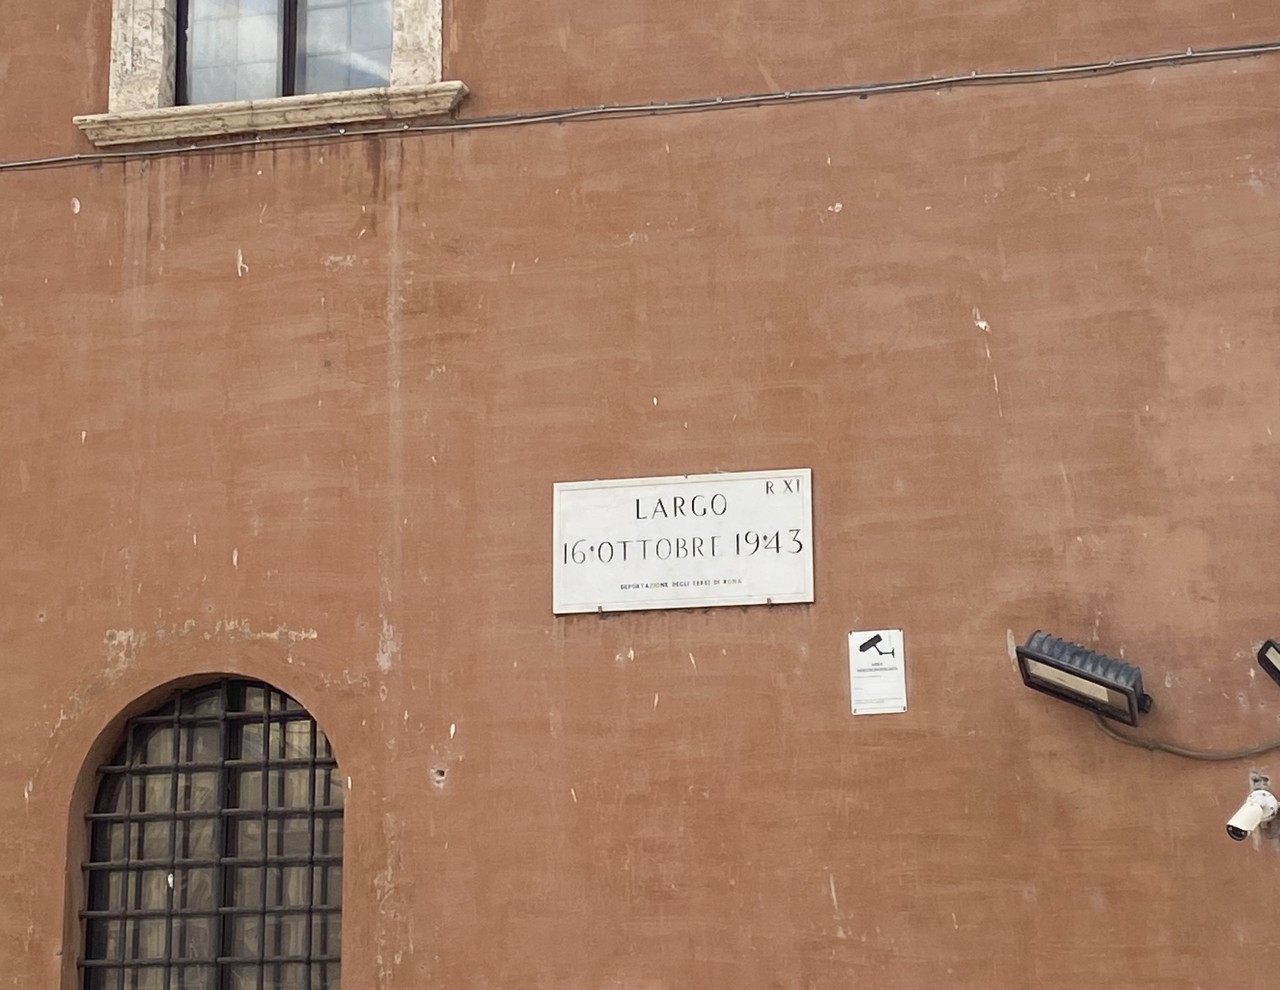 R XI
LARGO
16 OTTOBRE 1943
DEPORTAZIONE DEGLI EBREI DI ROMA